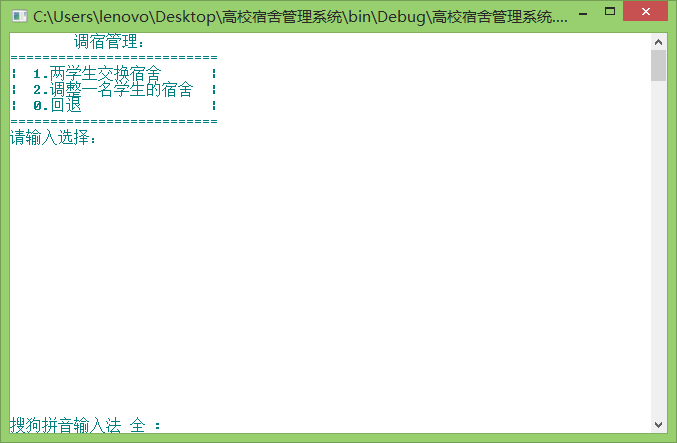 C:\Users\lenovo\Desktop\高校宿舍管理系统\bin\Debug\高校宿舍管理系统....
调宿管理:
==========================
¦ 1.两学生交换宿舍 ¦
¦ 2.调整一名学生的宿舍 ¦
¦ 0.回退 ¦
==========================
请输入选择:
搜狗拼音输入法 全 :